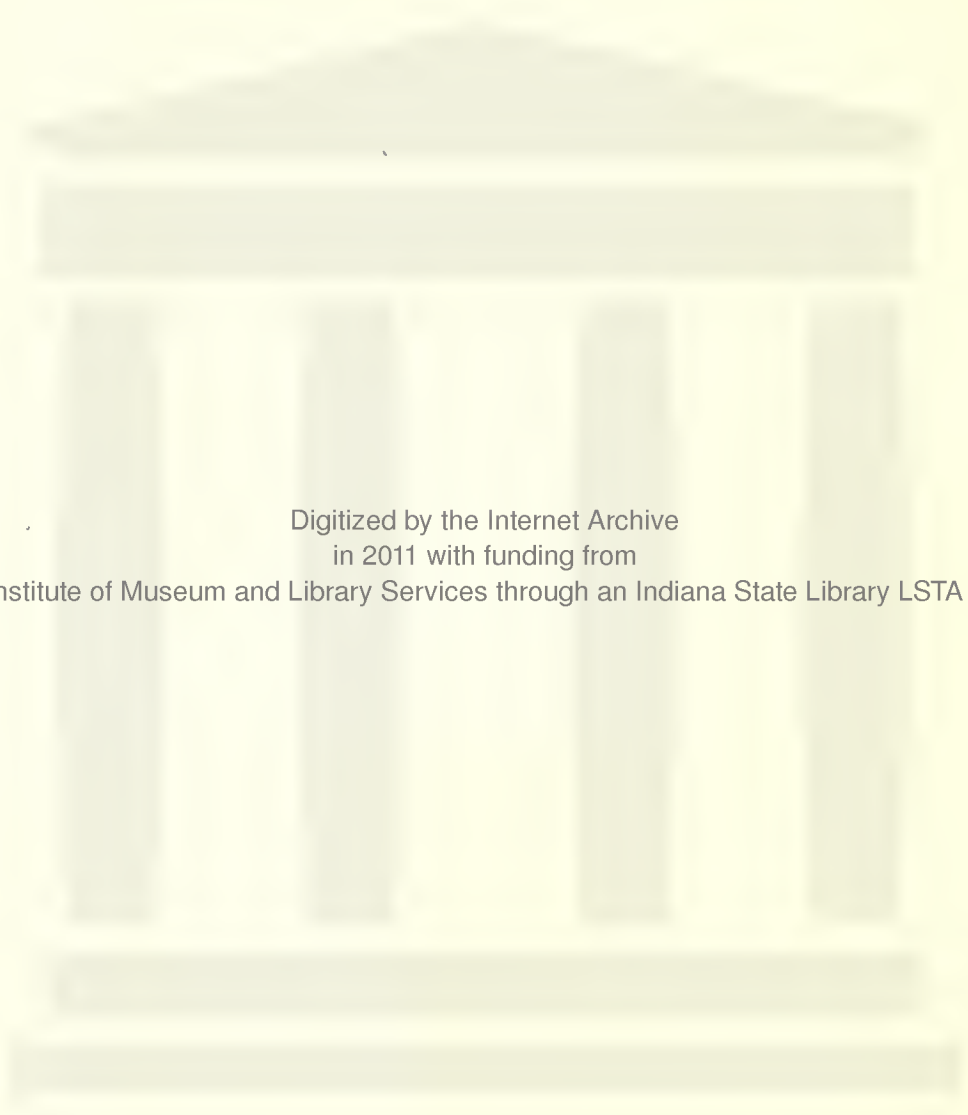 Digitized by the Internet Archive
in 2011 with funding from
nstitute of Museum and Library Services through an Indiana State Library LSTA